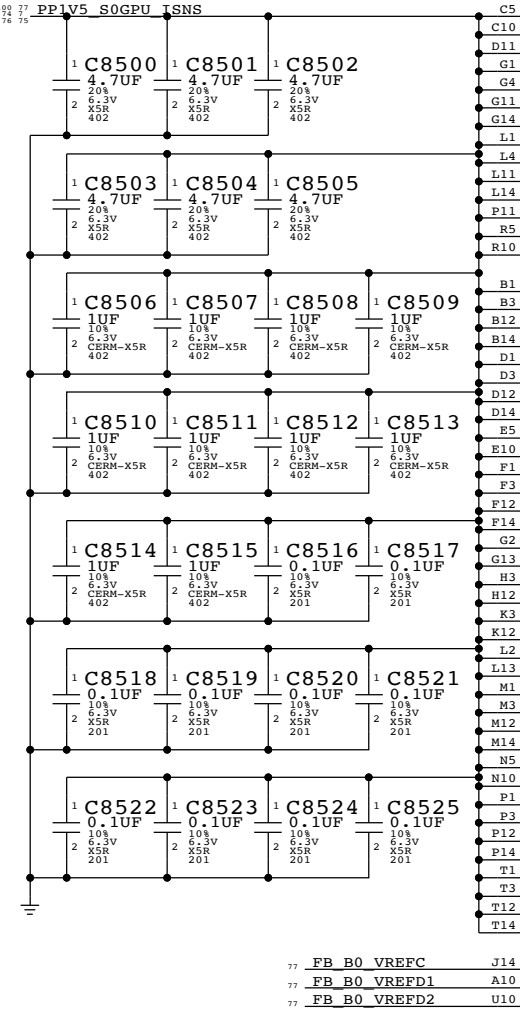 77 PP1V5_S0GPU_ISNS
76 75
C5
C10
D11
G1
G4
G11
G14
L1
L4
L11
L14
P11
R5
R10
1 C8500 1 C8501 1 C8502
4.7UF 4.7UF 4.7UF
20% 20% 20%
2 6.3V 2 6.3V 2 6.3V
X5R X5R X5R
402 402 402
1 C8503 1 C8504 1 C8505
4.7UF 4.7UF 4.7UF
20% 20% 20%
2 6.3V 2 6.3V 2 6.3V
X5R X5R X5R
402 402 402
B1
B3
B12
B14
D1
D3
D12
D14
E5
E10
F1
F3
F12
F14
G2
G13
H3
H12
K3
K12
L2
L13
M1
M3
M12
M14
N5
N10
P1
P3
P12
P14
T1
T3
T12
T14
1 C8506 1 C8507 1 C8508 1 C8509
1UF 1UF 1UF 1UF
10% 10% 10% 10%
2 6.3V 2 6.3V 2 6.3V 2 6.3V
CERM-X5R CERM-X5R CERM-X5R CERM-X5R
402 402 402 402
1 C8510 1 C8511 1 C8512 1 C8513
1UF 1UF 1UF 1UF
10% 10% 10% 10%
2 6.3V 2 6.3V 2 6.3V 2 6.3V
CERM-X5R CERM-X5R CERM-X5R CERM-X5R
402 402 402 402
1 C8514 1 C8515 1 C8516 1 C8517
1UF 1UF 0.1UF 0.1UF
10% 10% 10% 10%
2 6.3V 2 6.3V 2 6.3V 2 6.3V
CERM-X5R CERM-X5R X5R X5R
402 402 201 201
1 C8518 1 C8519 1 C8520 1 C8521
0.1UF 0.1UF 0.1UF 0.1UF
10% 10% 10% 10%
2 6.3V 2 6.3V 2 6.3V 2 6.3V
X5R X5R X5R X5R
201 201 201 201
1 C8522 1 C8523 1 C8524 1 C8525
0.1UF 0.1UF 0.1UF 0.1UF
10% 10% 10% 10%
2 6.3V 2 6.3V 2 6.3V 2 6.3V
X5R X5R X5R X5R
201 201 201 201
77 FB_B0_VREFC J14
77 FB_B0_VREFD1 A10
77 FB_B0_VREFD2 U10